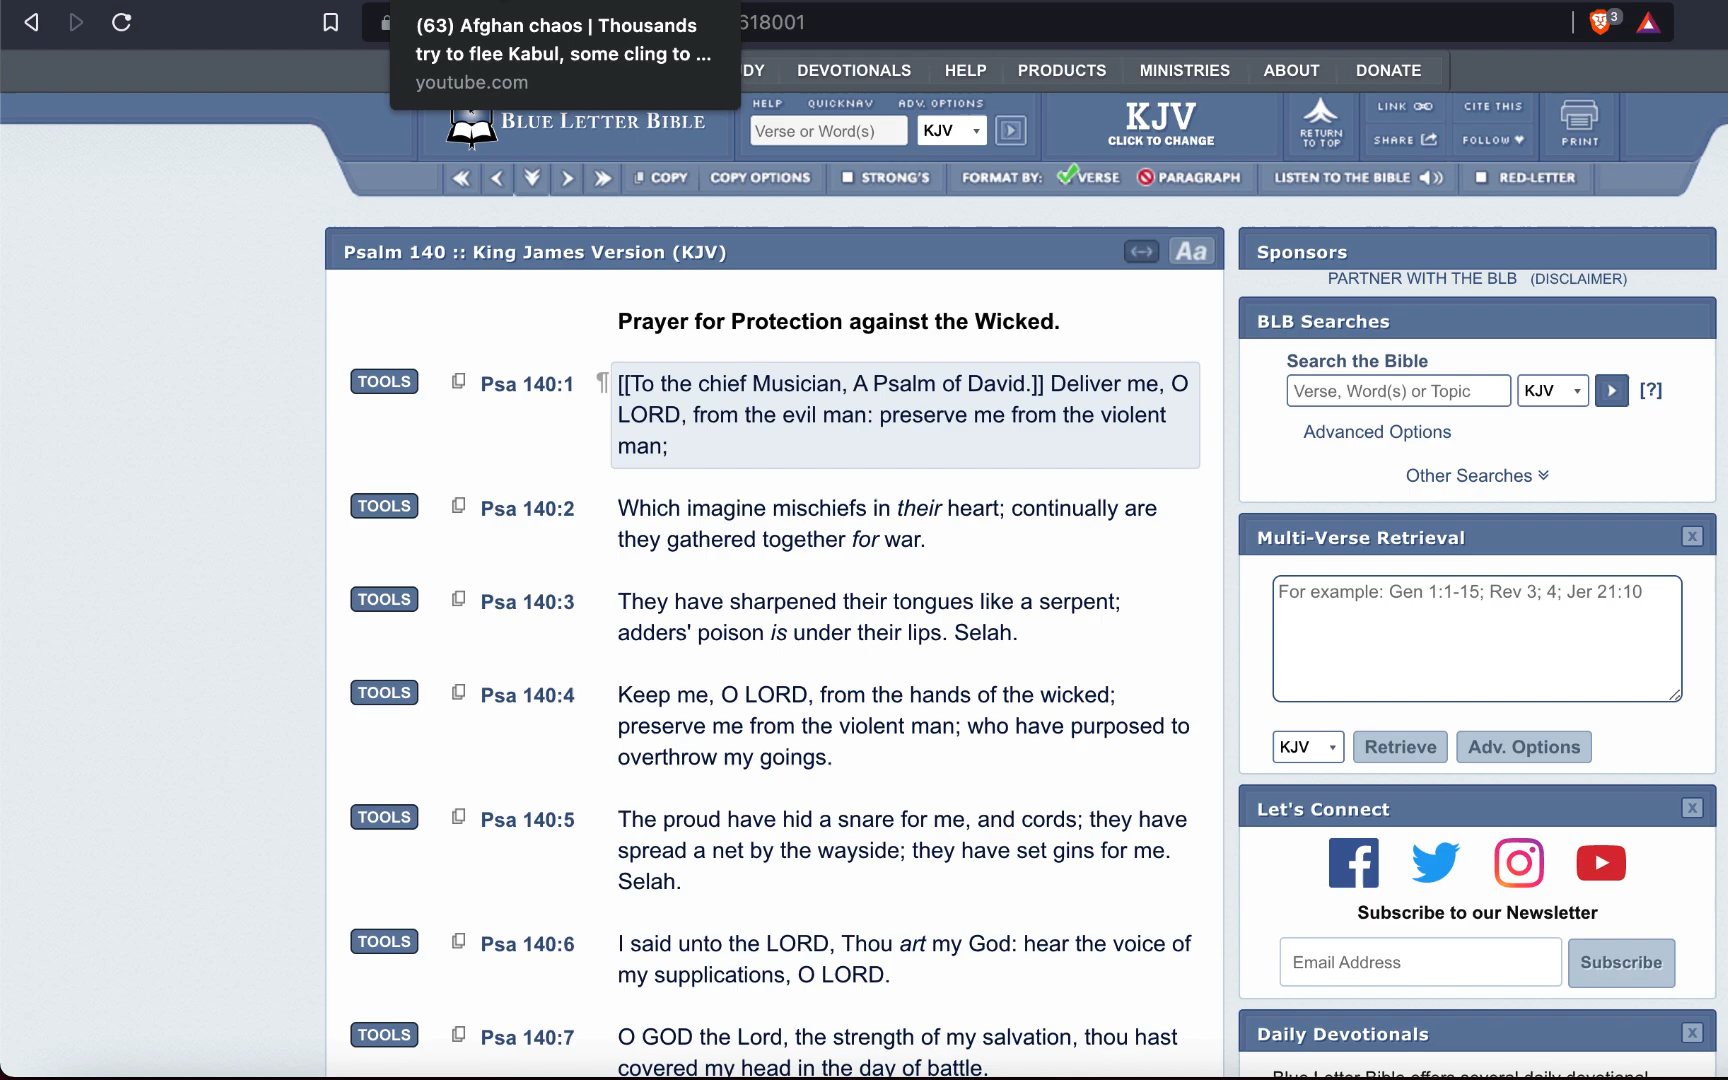 (63) Afghan chaos | Thousands
try to flee Kabul, some cling to ...
youtube.com
618001
3
DY DEVOTIONALS HELP PRODUCTS MINISTRIES ABOUT DONATE
BLUE LETTER BIBLE
HELP QUICKNAV ADV. OPTIONS
Verse or Word(s) KJV
KJV
CLICK TO CHANGE
RETURN
TO TOP
LINK
SHARE
CITE THIS
FOLLOW
PRINT
COPY COPY OPTIONS STRONG'S FORMAT BY: VERSE PARAGRAPH LISTEN TO THE BIBLE RED-LETTER
Psalm 140 :: King James Version (KJV) Aa
Prayer for Protection against the Wicked.
TOOLS Psa 140:1 ¶ [[To the chief Musician, A Psalm of David.]] Deliver me, O
LORD, from the evil man: preserve me from the violent
man;
TOOLS Psa 140:2 Which imagine mischiefs in their heart; continually are
they gathered together for war.
TOOLS Psa 140:3 They have sharpened their tongues like a serpent;
adders' poison is under their lips. Selah.
TOOLS Psa 140:4 Keep me, O LORD, from the hands of the wicked;
preserve me from the violent man; who have purposed to
overthrow my goings.
TOOLS Psa 140:5 The proud have hid a snare for me, and cords; they have
spread a net by the wayside; they have set gins for me.
Selah.
TOOLS Psa 140:6 I said unto the LORD, Thou art my God: hear the voice of
my supplications, O LORD.
TOOLS Psa 140:7 O GOD the Lord, the strength of my salvation, thou hast
covered my head in the day of battle.
Sponsors
PARTNER WITH THE BLB (DISCLAIMER)
BLB Searches
Search the Bible
Verse, Word(s) or Topic KJV [?]
Advanced Options
Other Searches
Multi-Verse Retrieval X
For example: Gen 1:1-15; Rev 3; 4; Jer 21:10
KJV Retrieve Adv. Options
Let's Connect X
Subscribe to our Newsletter
Email Address Subscribe
Daily Devotionals X
Blue Letter Bible offers several daily devotional